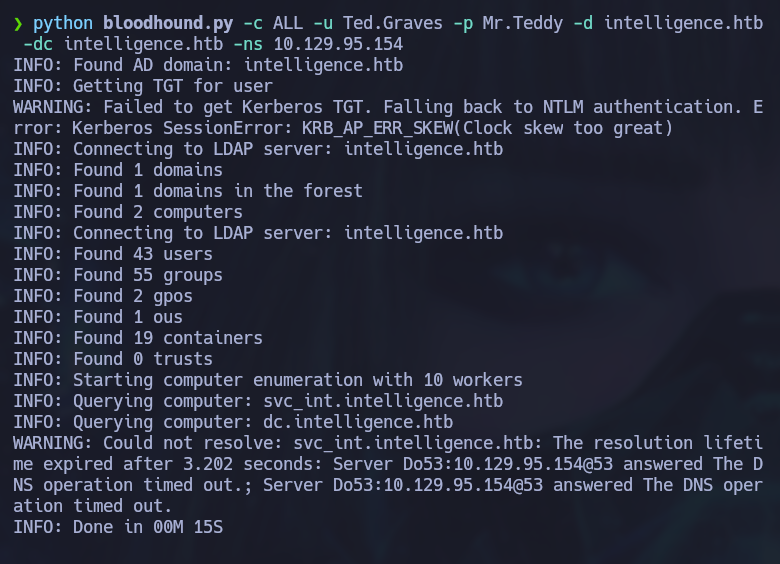 ❯ python bloodhound.py -c ALL -u Ted.Graves -p Mr.Teddy -d intelligence.htb
 -dc intelligence.htb -ns 10.129.95.154
INFO: Found AD domain: intelligence.htb
INFO: Getting TGT for user
WARNING: Failed to get Kerberos TGT. Falling back to NTLM authentication. E
rror: Kerberos SessionError: KRB_AP_ERR_SKEW(Clock skew too great)
INFO: Connecting to LDAP server: intelligence.htb
INFO: Found 1 domains
INFO: Found 1 domains in the forest
INFO: Found 2 computers
INFO: Connecting to LDAP server: intelligence.htb
INFO: Found 43 users
INFO: Found 55 groups
INFO: Found 2 gpos
INFO: Found 1 ous
INFO: Found 19 containers
INFO: Found 0 trusts
INFO: Starting computer enumeration with 10 workers
INFO: Querying computer: svc_int.intelligence.htb
INFO: Querying computer: dc.intelligence.htb
WARNING: Could not resolve: svc_int.intelligence.htb: The resolution lifeti
me expired after 3.202 seconds: Server Do53:10.129.95.154@53 answered The D
NS operation timed out.; Server Do53:10.129.95.154@53 answered The DNS oper
ation timed out.
INFO: Done in 00M 15S